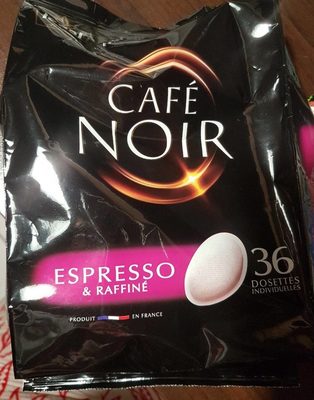 CAFÉ
NOIR
ESPRESSO
& RAFFINÉ
36
DOSETTES
INDIVIDUELLES
PRODUIT EN FRANCE